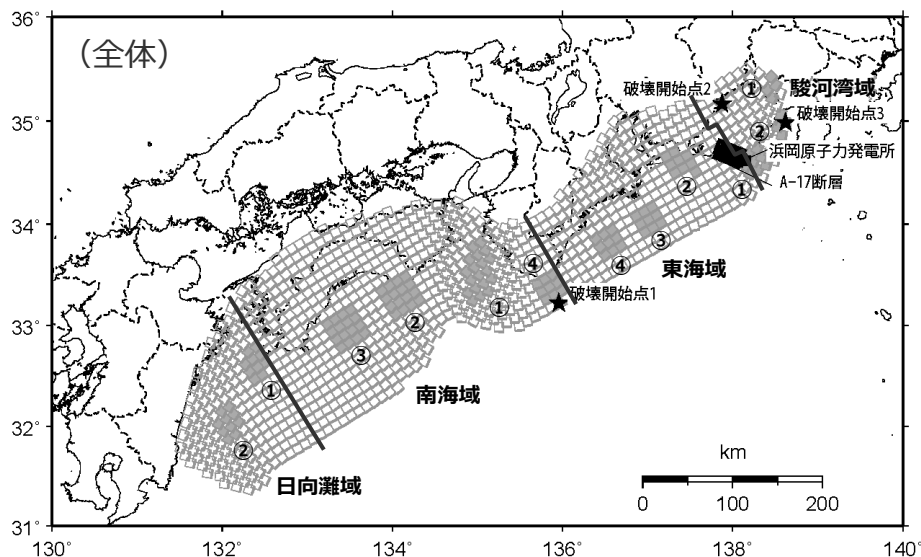 36°
35°
34°
33°
32°
31°
130°
132°
134°
136°
138°
140°
（全体）
破壊開始点2
①
駿河湾域
破壊開始点3
②
浜岡原子力発電所
A-17断層
②
①
③
④
東海域
④
破壊開始点1
①
②
③
南海域
①
②
日向灘域
km
0
100
200